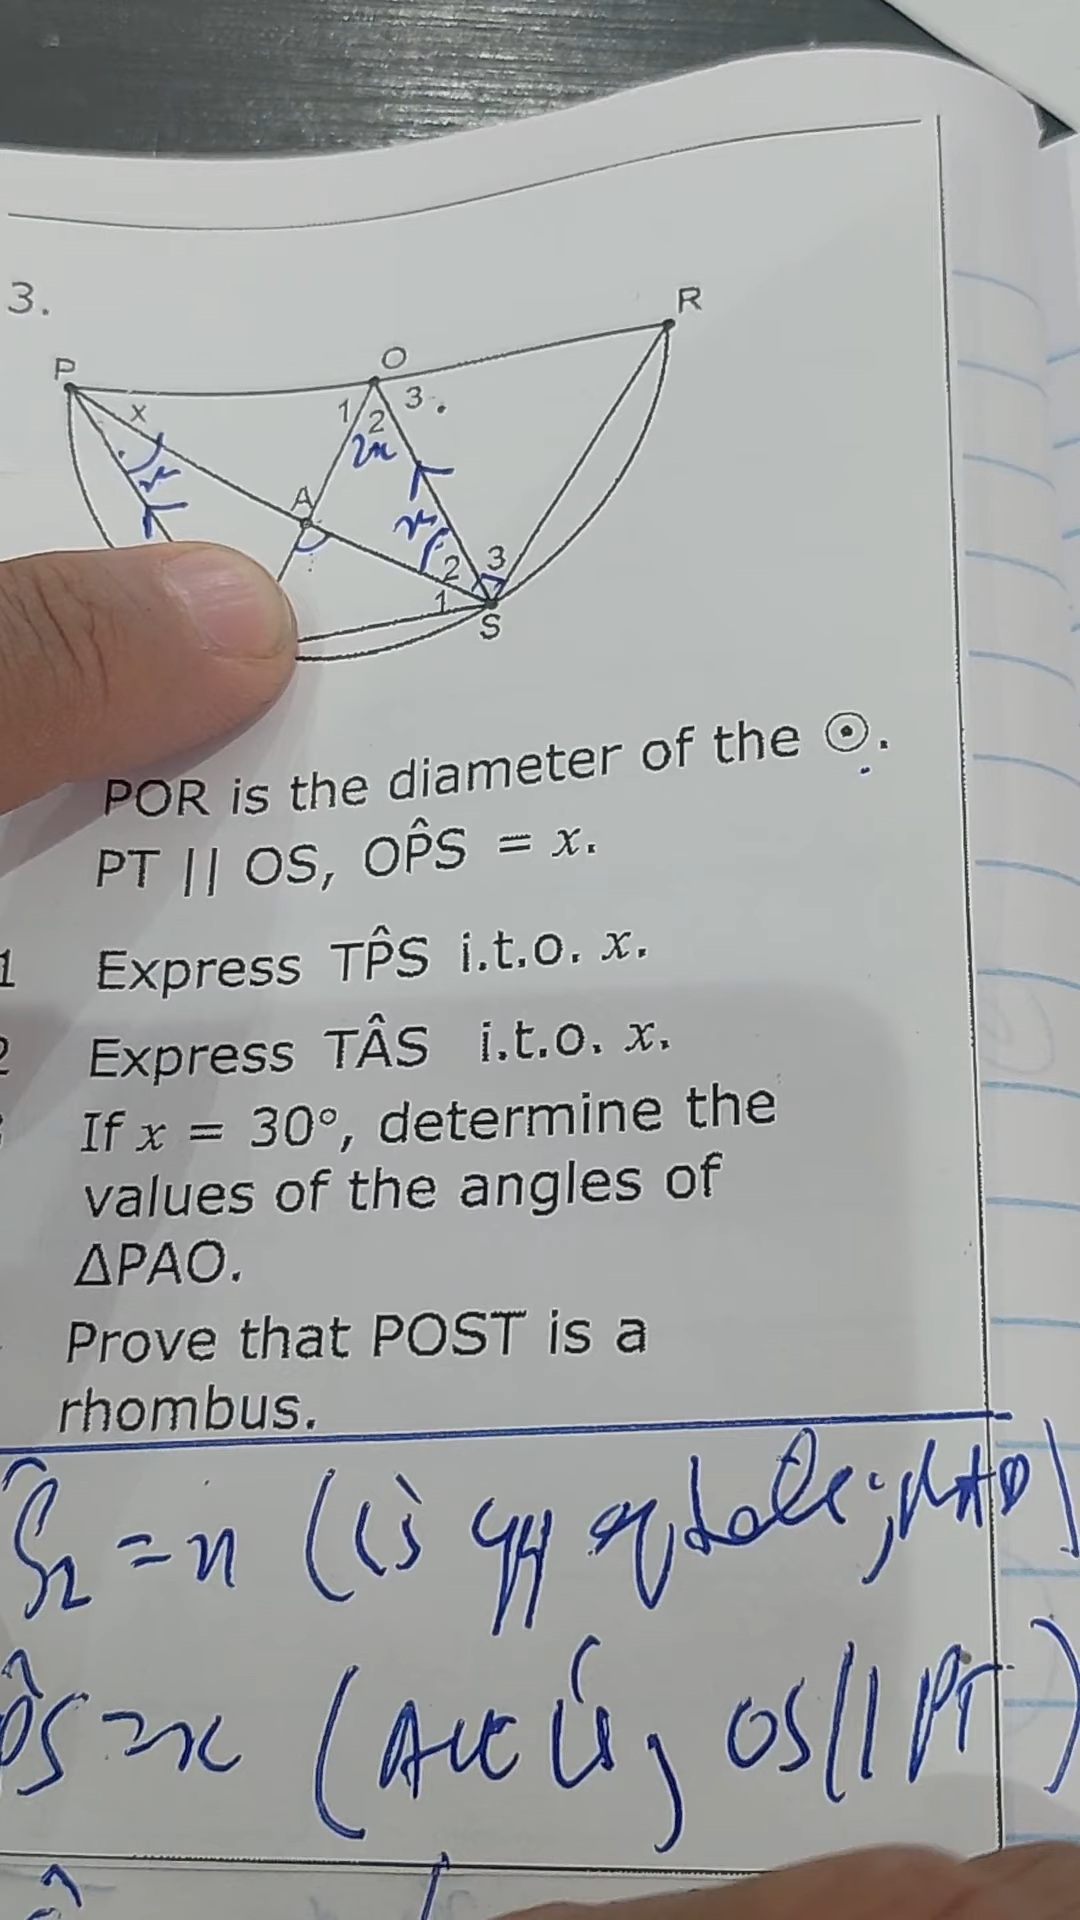 3.
R
P
O
x
1
2
3
2x
x
A
x
2
3
1
S
POR is the diameter of the ⊙.
PT || OS, OP̂S = x.
1 Express TP̂S i.t.o. x.
2 Express TÂS i.t.o. x.
If x = 30°, determine the
values of the angles of
ΔPAO.
Prove that POST is a
rhombus.
Ŝ2 = x (∠s opp
P̂S = x (Alt ∠s, OS || PT)